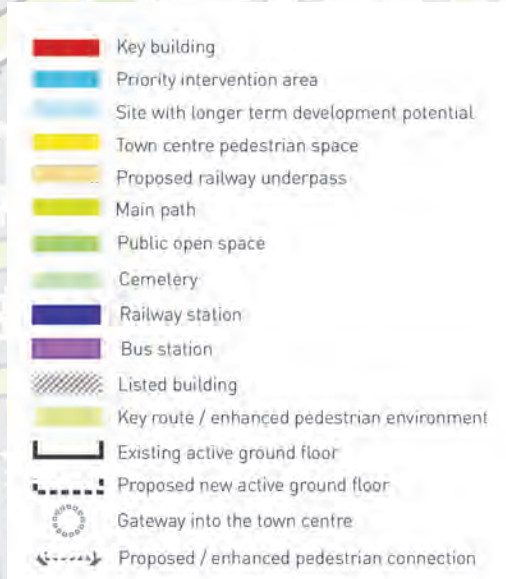 Key building
Priority intervention area
Site with longer term development potential
Town centre pedestrian space
Proposed railway underpass
Main path
Public open space
Cemetery
Railway station
Bus station
Listed building
Key route / enhanced pedestrian environment
Existing active ground floor
Proposed new active ground floor
Gateway into the town centre
Proposed / enhanced pedestrian connection